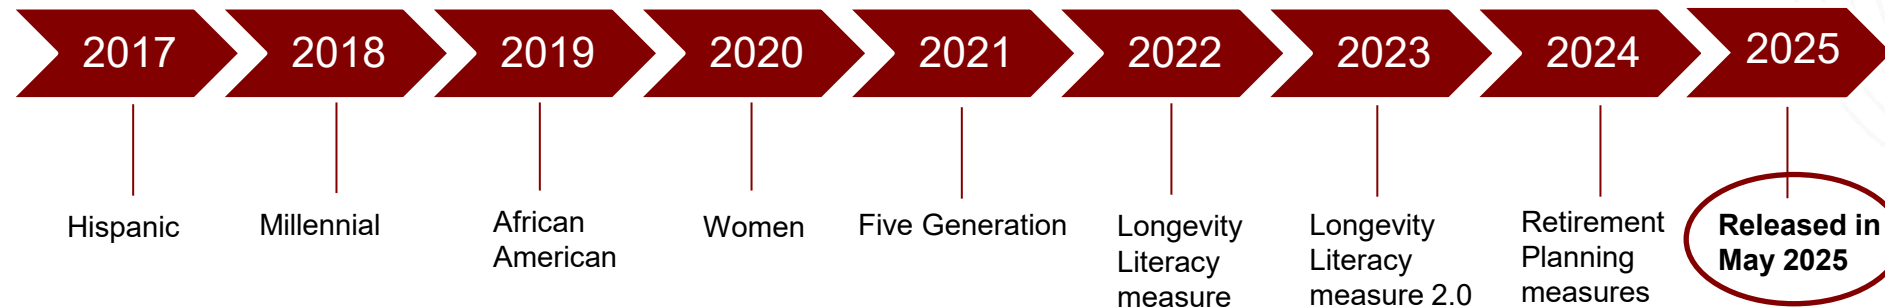 2017
2018
2019
2020
2021
2022
2023
2024
2025
Hispanic
Millennial
African
American
Women
Five Generation
Longevity
Literacy
measure
Longevity
Literacy
measure 2.0
Retirement
Planning
measures
Released in
May 2025